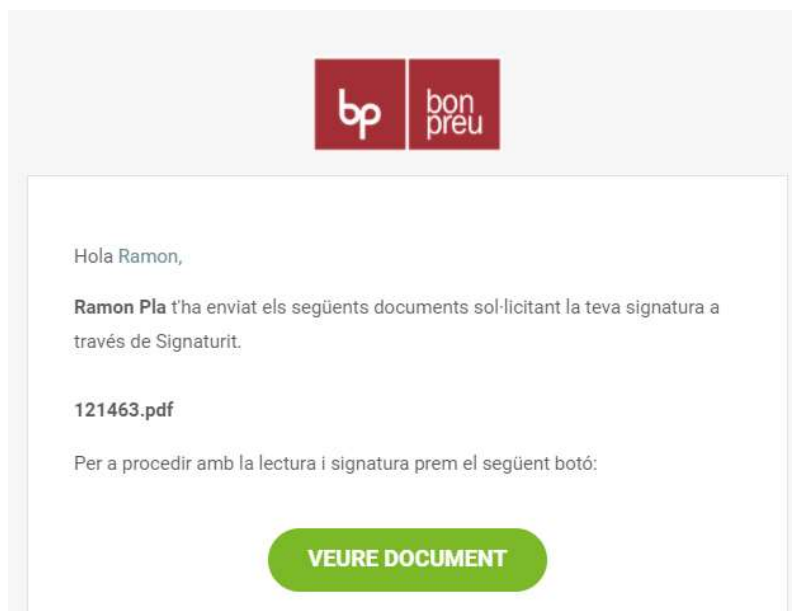 bp
bon
preu
Hola Ramon,
Ramon Pla t'ha enviat els següents documents sol·licitant la teva signatura a
través de Signaturit.
121463.pdf
Per a procedir amb la lectura i signatura prem el següent botó:
VEURE DOCUMENT